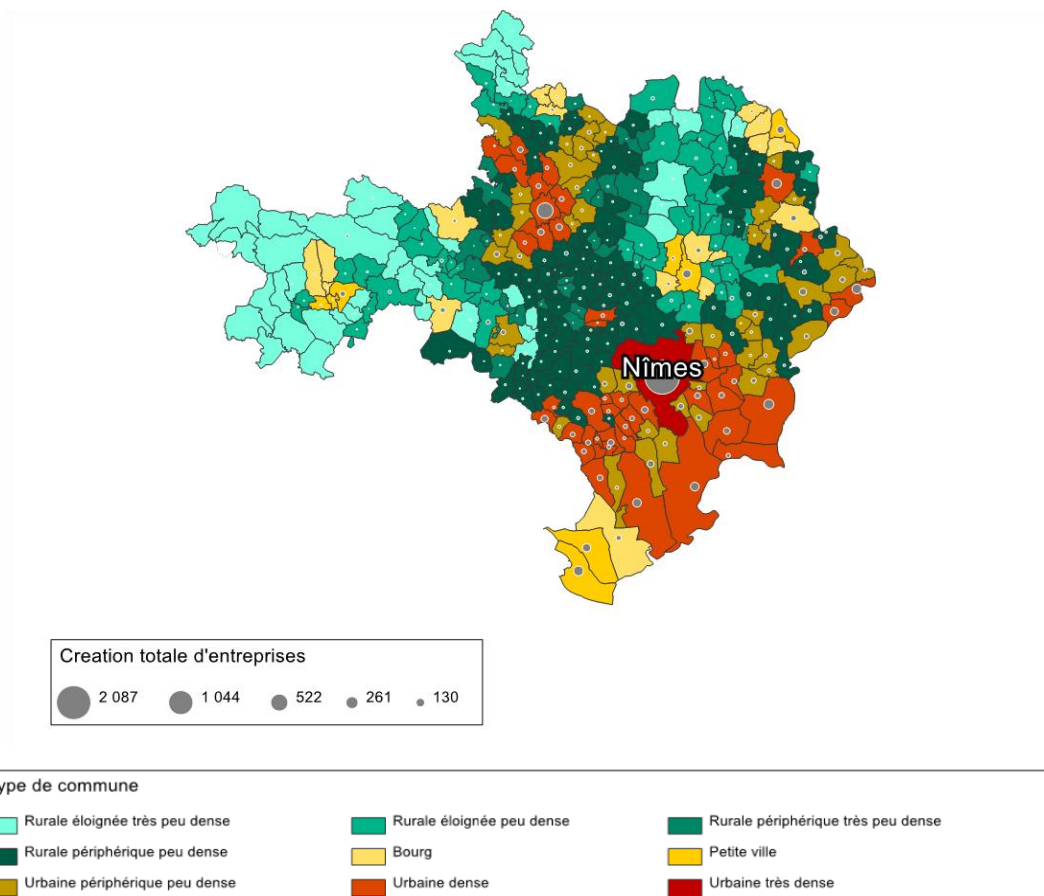 Nîmes
Creation totale d'entreprises
2 087 1 044 522 261 130
ype de commune
Rurale éloignée très peu dense Rurale éloignée peu dense Rurale périphérique très peu dense
Rurale périphérique peu dense Bourg Petite ville
Urbaine périphérique peu dense Urbaine dense Urbaine très dense